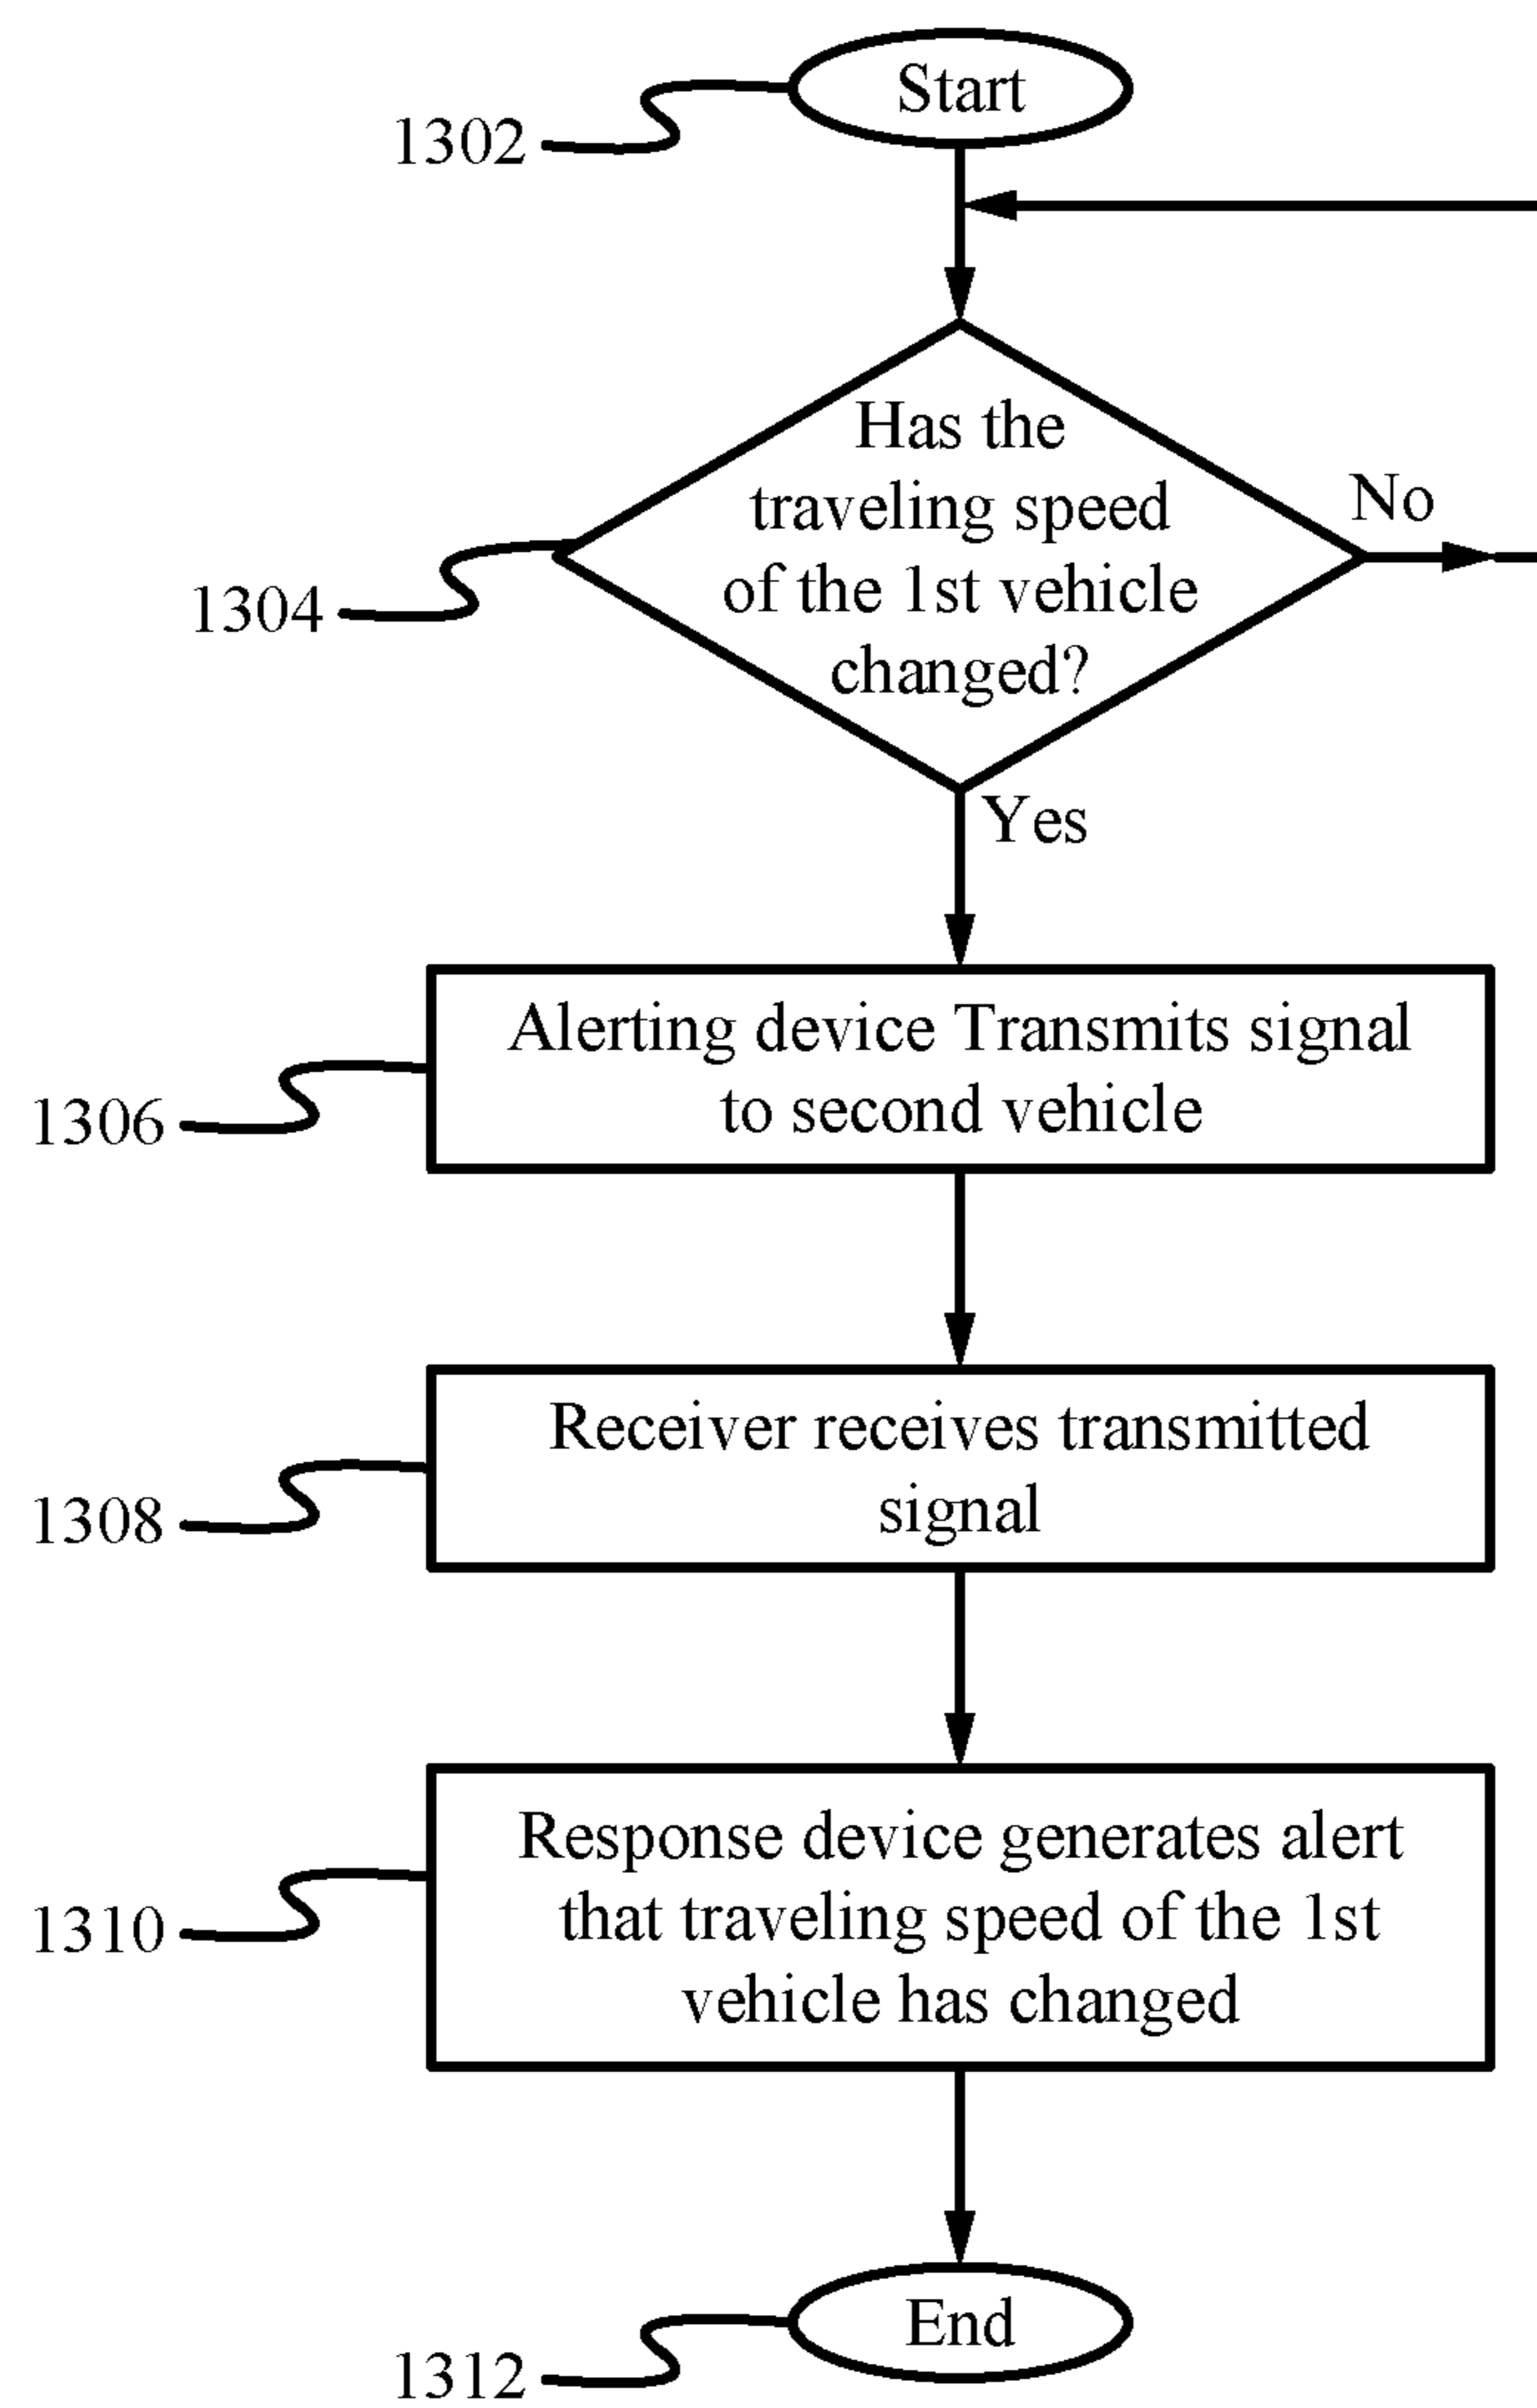 Start
1302
Has the
traveling speed
of the 1st vehicle
changed?
No
1304
Yes
Alerting device Transmits signal
to second vehicle
1306
Receiver receives transmitted
signal
1308
Response device generates alert
that traveling speed of the 1st
vehicle has changed
1310
End
1312